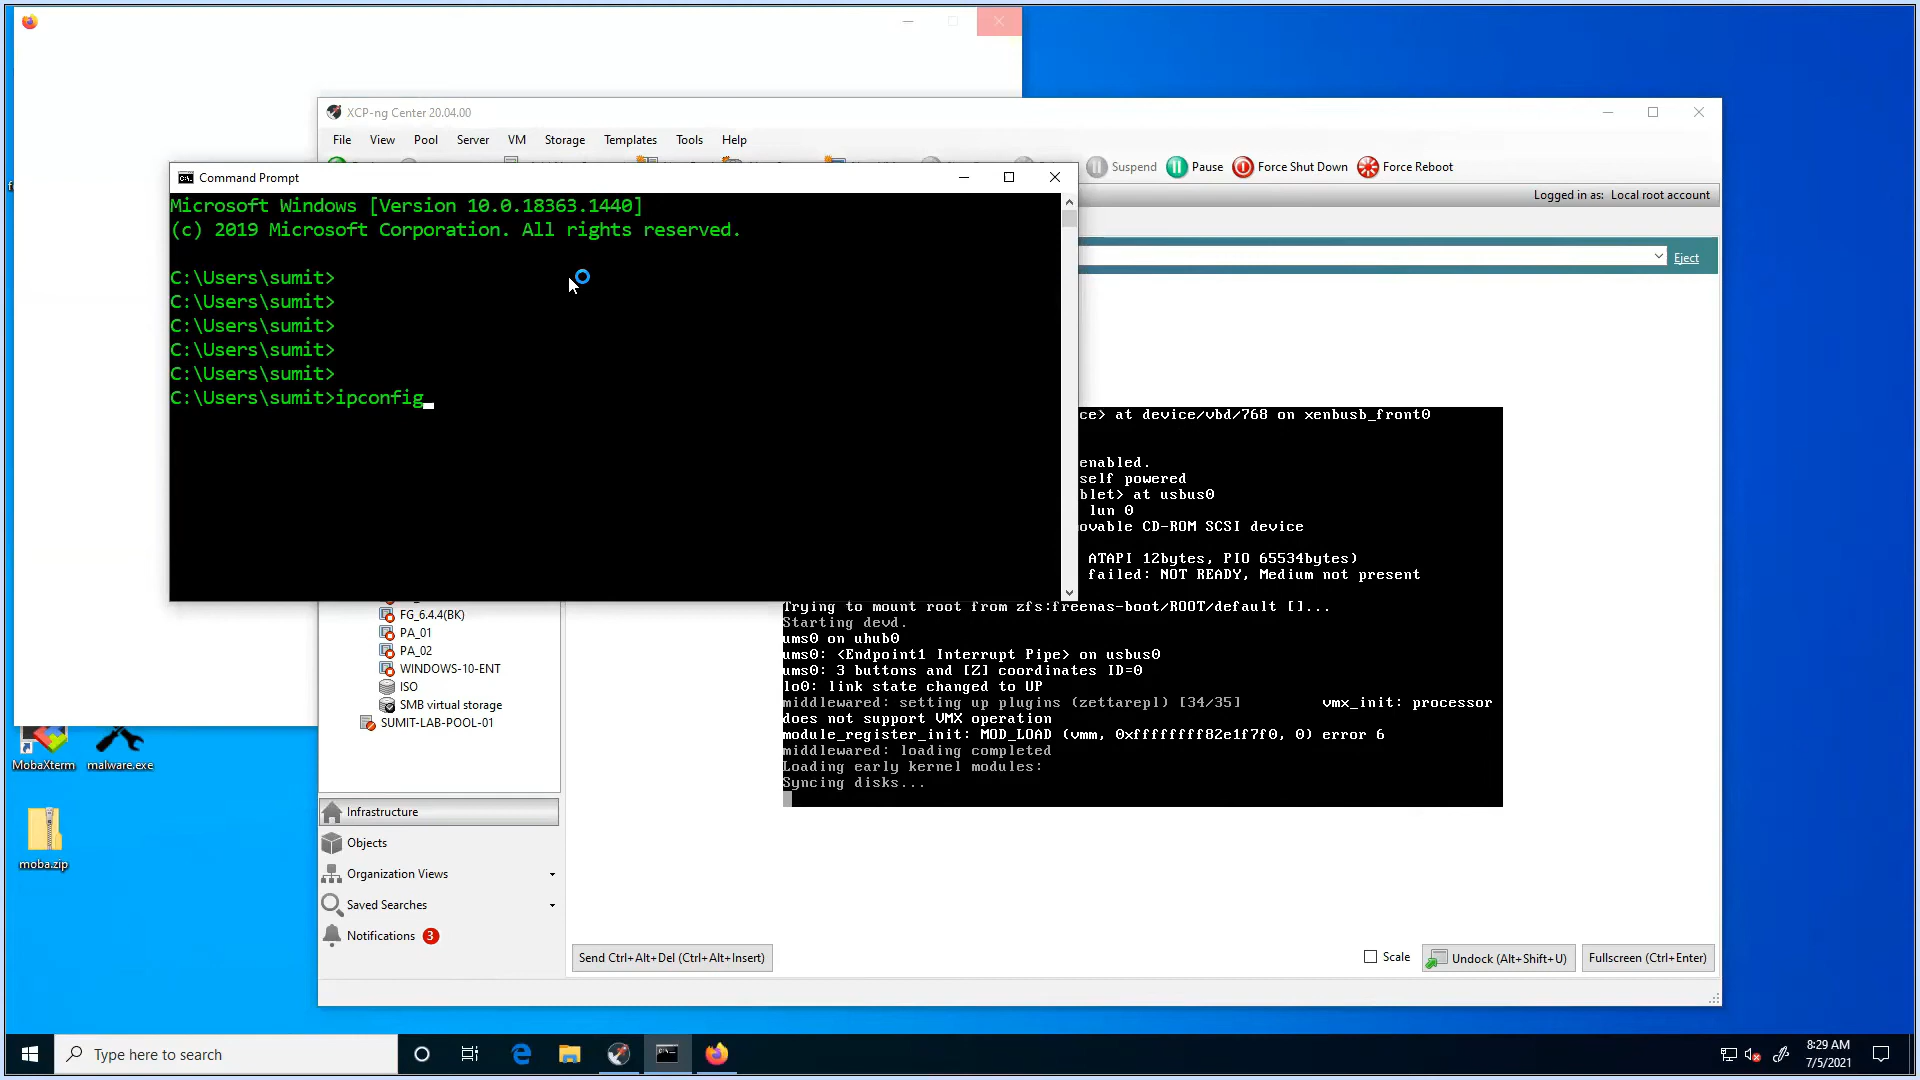 XCP-ng Center 20.04.00
File View Pool Server VM Storage Templates Tools Help
Suspend Pause Force Shut Down Force Reboot
Logged in as: Local root account
Eject
Command Prompt
Microsoft Windows [Version 10.0.18363.1440]
(c) 2019 Microsoft Corporation. All rights reserved.
C:\Users\sumit>
C:\Users\sumit>
C:\Users\sumit>
C:\Users\sumit>
C:\Users\sumit>
C:\Users\sumit>ipconfig_
ce> at device/vbd/768 on xenbusb_front0
enabled.
self powered
blet> at usbus0
lun 0
ovable CD-ROM SCSI device
ATAPI 12bytes, PIO 65534bytes)
failed: NOT READY, Medium not present
Trying to mount root from zfs:freenas-boot/ROOT/default []...
Starting devd.
ums0 on uhub0
ums0: <Endpoint1 Interrupt Pipe> on usbus0
ums0: 3 buttons and [Z] coordinates ID=0
lo0: link state changed to UP
middlewared: setting up plugins (zettarepl) [34/35] vmx_init: processor
does not support VMX operation
module_register_init: MOD_LOAD (vmm, 0xffffffff82e1f7f0, 0) error 6
middlewared: loading completed
Loading early kernel modules:
Syncing disks...
FG_6.4.4(BK)
PA_01
PA_02
WINDOWS-10-ENT
ISO
SMB virtual storage
SUMIT-LAB-POOL-01
Infrastructure
Objects
Organization Views
Saved Searches
Notifications 3
Send Ctrl+Alt+Del (Ctrl+Alt+Insert)
Scale
Undock (Alt+Shift+U)
Fullscreen (Ctrl+Enter)
MobaXterm
malware.exe
moba.zip
Type here to search
8:29 AM
7/5/2021